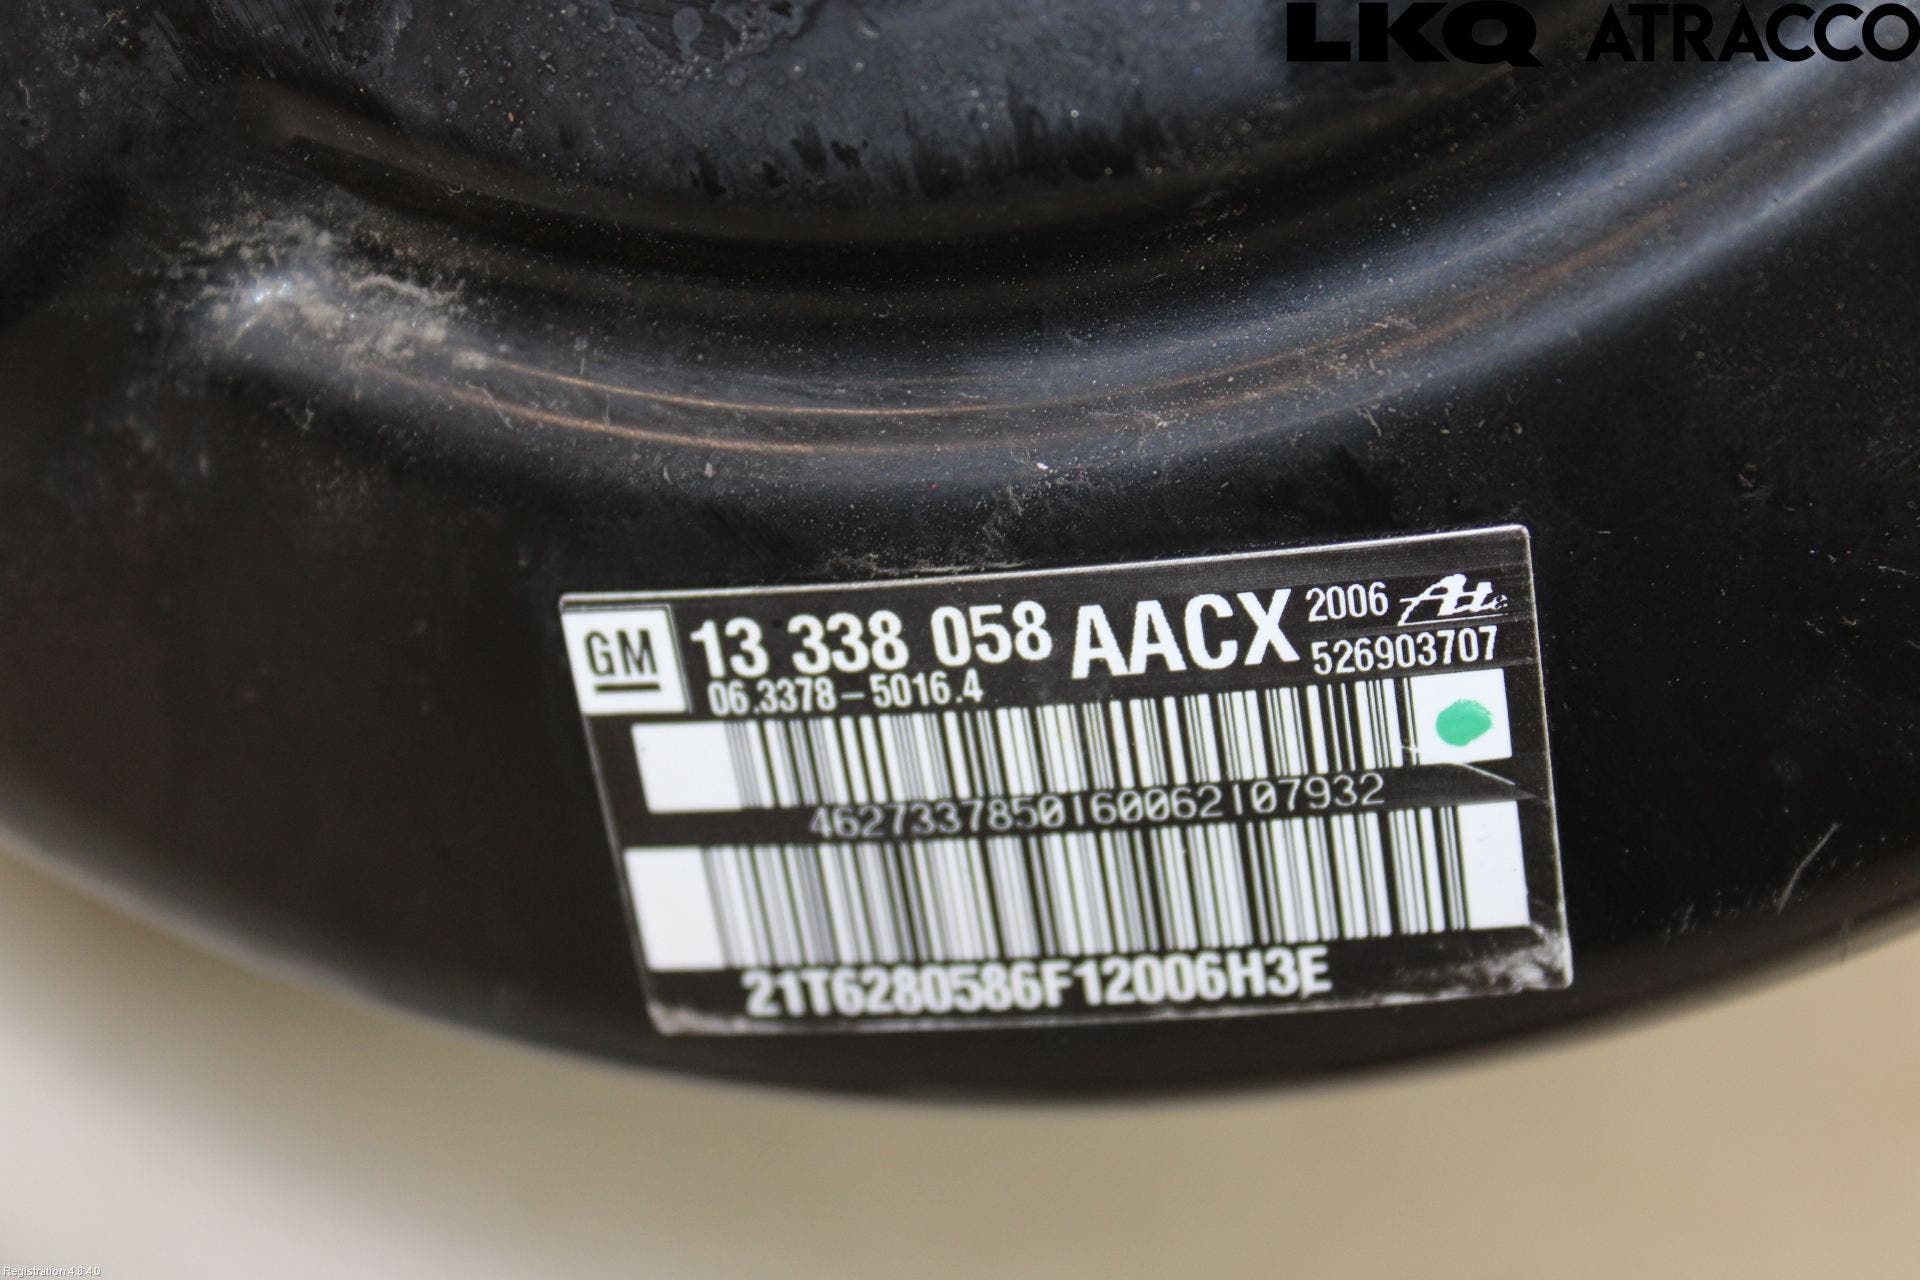 LKQ ATRACCO
GM 13 338 058 AACX 2006 Ate
06.3378-5016.4 526903707
4627337850160062107932
21T6280586F12006H3E
Registration 4.8.4.0